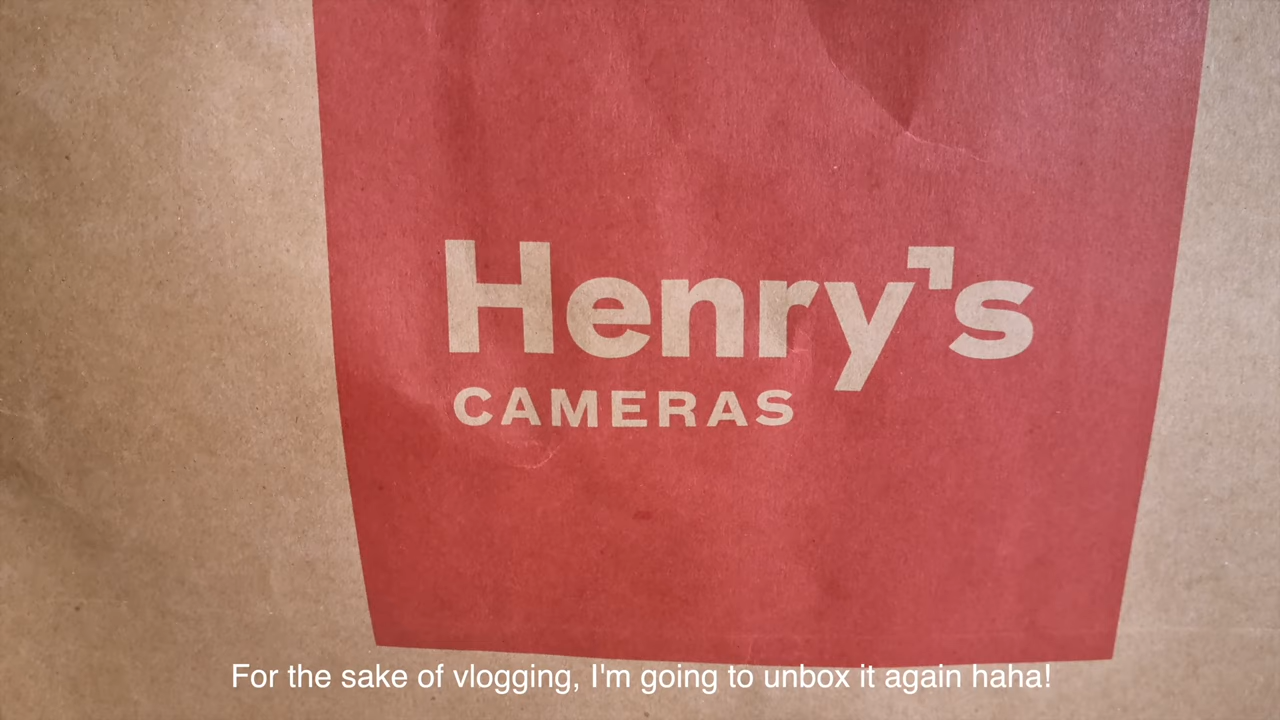 Henry's
CAMERAS
For the sake of vlogging, I'm going to unbox it again haha!